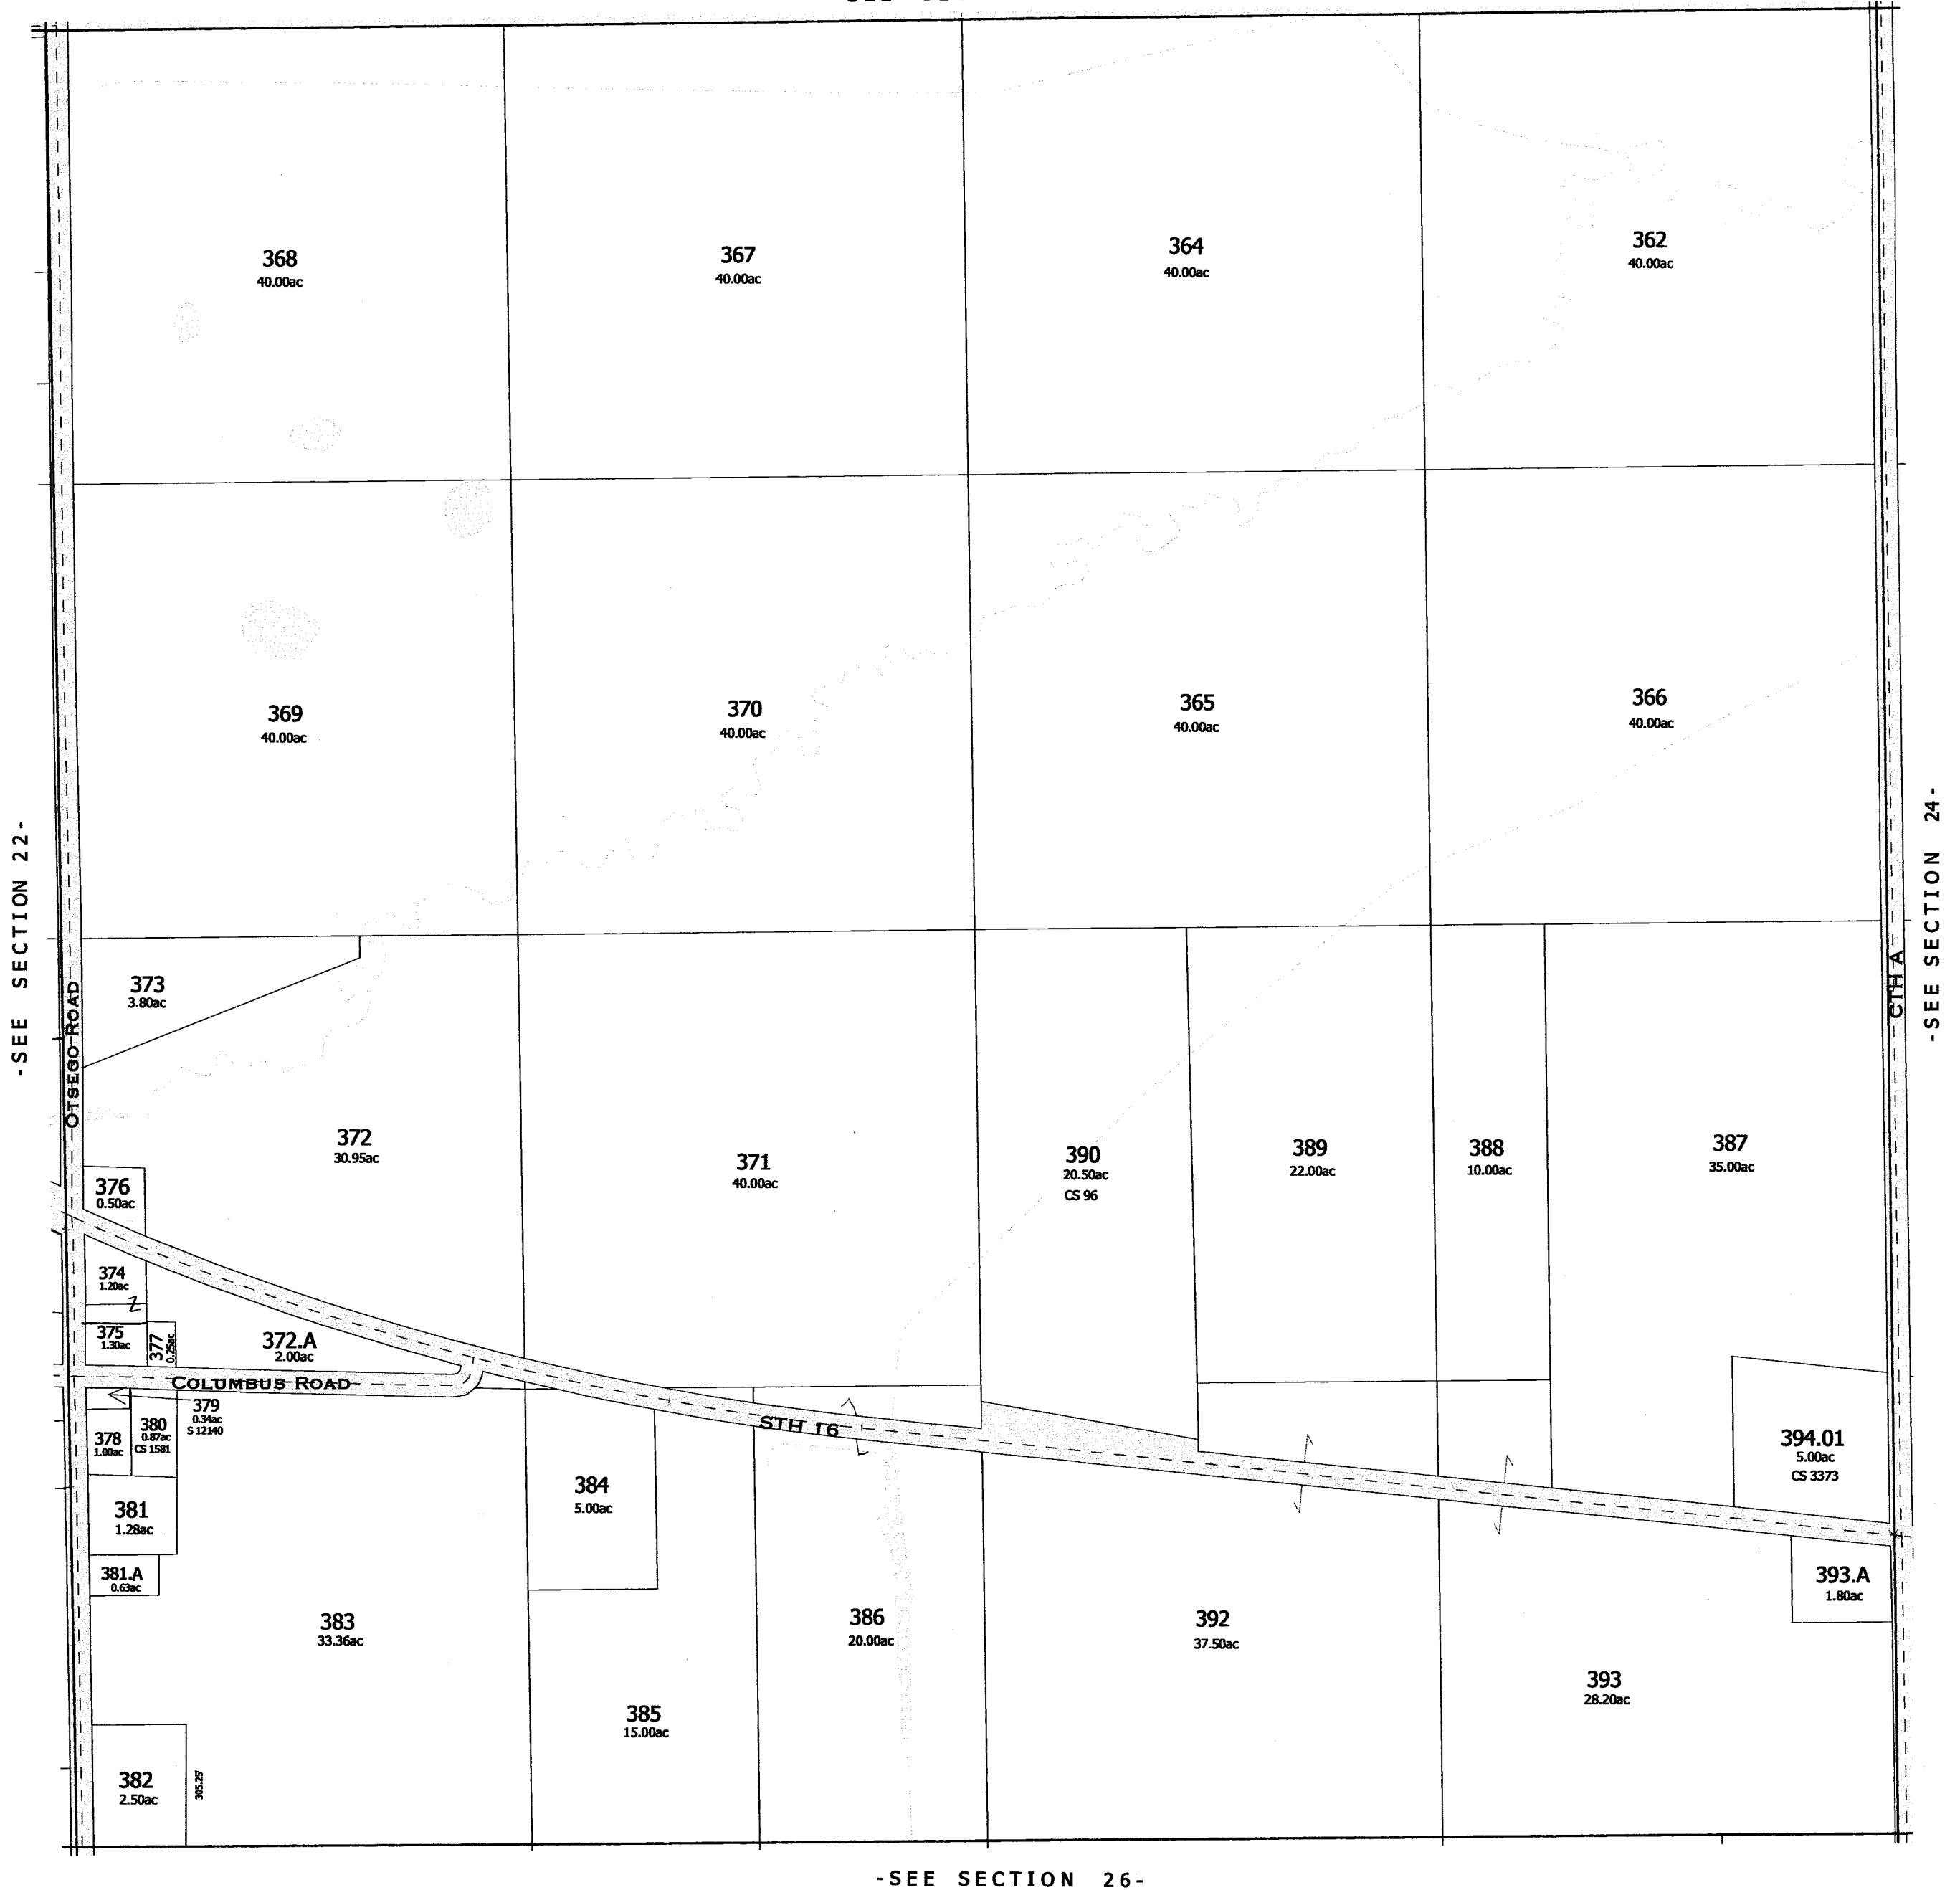 368
40.00ac
367
40.00ac
364
40.00ac
362
40.00ac
369
40.00ac
370
40.00ac
365
40.00ac
366
40.00ac
-SEE SECTION 22-
-SEE SECTION 24-
OTSEGO ROAD
CTH A
373
3.80ac
372
30.95ac
371
40.00ac
390
20.50ac
CS 96
389
22.00ac
388
10.00ac
387
35.00ac
376
0.50ac
374
1.20ac
Z
375
1.30ac
377
0.25ac
372.A
2.00ac
COLUMBUS ROAD
STH 16
379
0.34ac
S 12140
380
0.87ac
CS 1581
378
1.00ac
381
1.28ac
381.A
0.63ac
384
5.00ac
394.01
5.00ac
CS 3373
393.A
1.80ac
383
33.36ac
386
20.00ac
392
37.50ac
393
28.20ac
385
15.00ac
382
2.50ac
305.25'
-SEE SECTION 26-